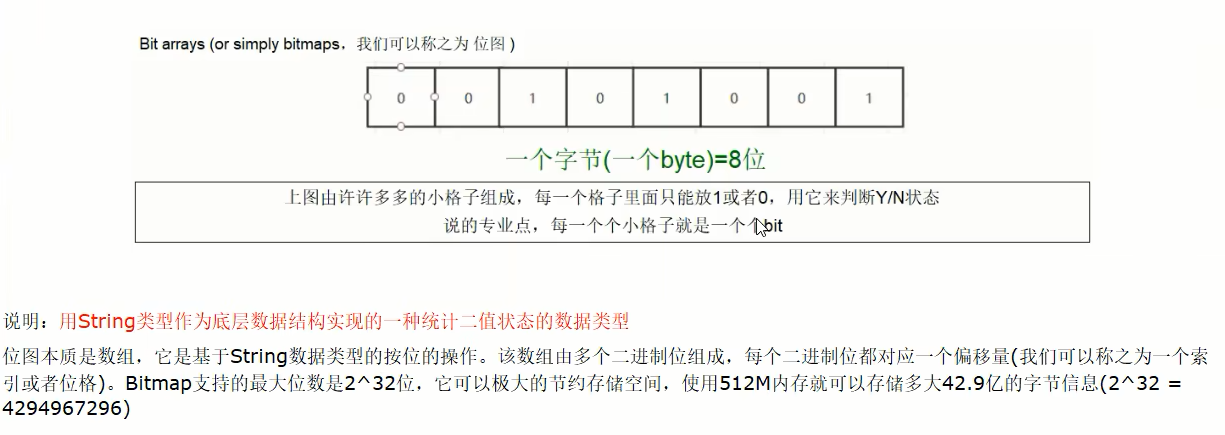 Bit arrays (or simply bitmaps，我们可以称之为 位图 )
0 0 1 0 1 0 0 1
一个字节(一个byte)=8位
上图由许许多多的小格子组成，每一个格子里面只能放1或者0，用它来判断Y/N状态
说的专业点，每一个个小格子就是一个个bit
说明：用String类型作为底层数据结构实现的一种统计二值状态的数据类型
位图本质是数组，它是基于String数据类型的按位的操作。该数组由多个二进制位组成，每个二进制位都对应一个偏移量(我们可以称之为一个索
引或者位格)。Bitmap支持的最大位数是2^32位，它可以极大的节约存储空间，使用512M内存就可以存储多大42.9亿的字节信息(2^32 =
4294967296)